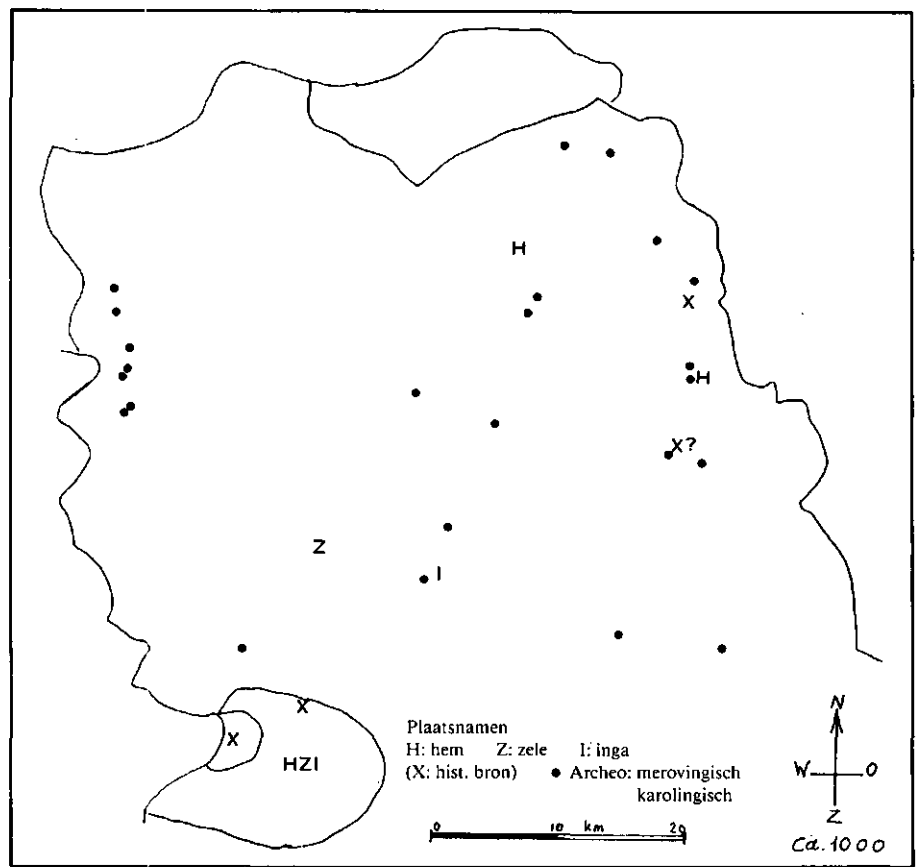 H
X
H
X?
Z
I
X
X
HZI
Plaatsnamen
H: hem Z: zele I: inga
(X: hist. bron) ● Archeo: merovingisch
karolingisch
0 10 km 20
N
W O
Z
Ca. 1000